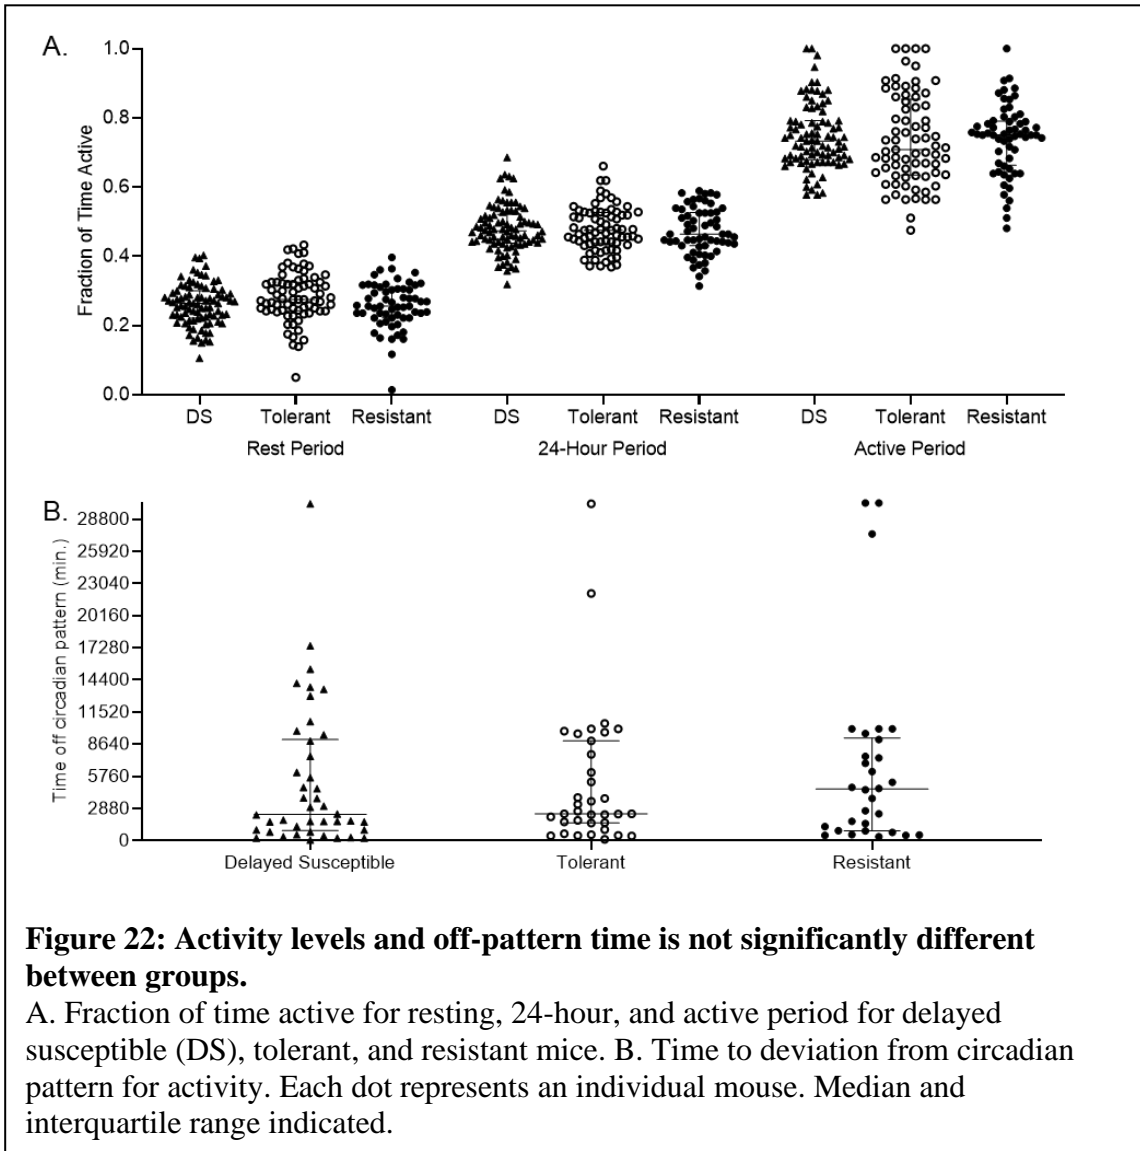 A.
1.0
0.8
0.6
0.4
0.2
0.0
Fraction of Time Active
DS Tolerant Resistant DS Tolerant Resistant DS Tolerant Resistant
Rest Period 24-Hour Period Active Period
B.
28800
25920
23040
20160
17280
14400
11520
8640
5760
2880
0
Time off circadian pattern (min.)
Delayed Susceptible Tolerant Resistant
Figure 22: Activity levels and off-pattern time is not significantly different
between groups.
A. Fraction of time active for resting, 24-hour, and active period for delayed
susceptible (DS), tolerant, and resistant mice. B. Time to deviation from circadian
pattern for activity. Each dot represents an individual mouse. Median and
interquartile range indicated.